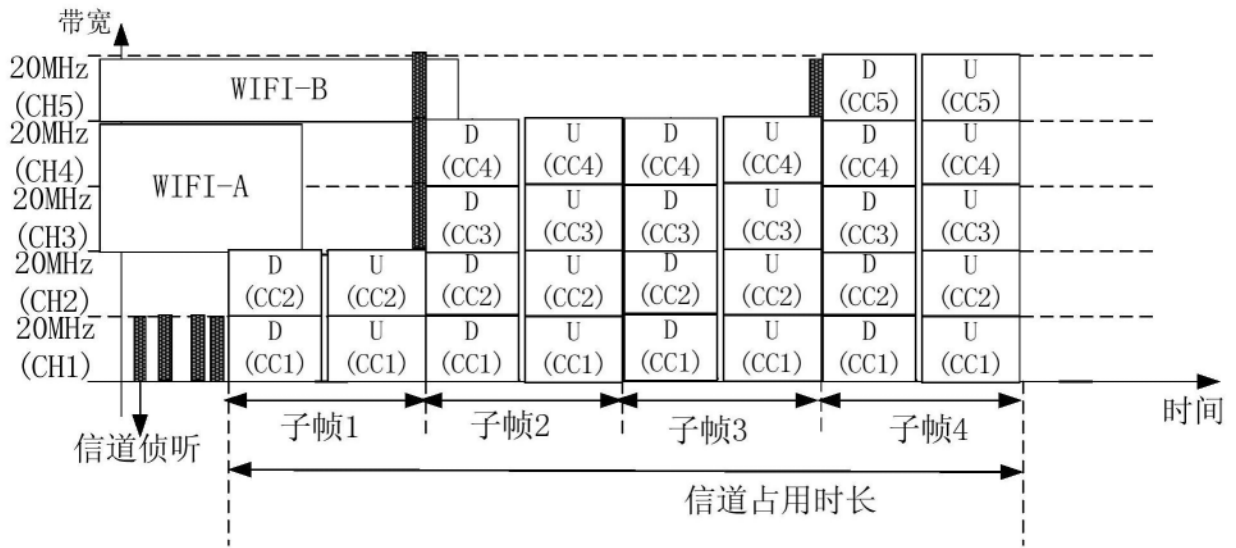 带宽
20MHz
(CH5)
WIFI-B
D
(CC5)
U
(CC5)
20MHz
(CH4)
WIFI-A
D
(CC4)
U
(CC4)
D
(CC4)
U
(CC4)
D
(CC4)
U
(CC4)
20MHz
(CH3)
D
(CC3)
U
(CC3)
D
(CC3)
U
(CC3)
D
(CC3)
U
(CC3)
20MHz
(CH2)
D
(CC2)
U
(CC2)
D
(CC2)
U
(CC2)
D
(CC2)
U
(CC2)
D
(CC2)
U
(CC2)
20MHz
(CH1)
D
(CC1)
U
(CC1)
D
(CC1)
U
(CC1)
D
(CC1)
U
(CC1)
D
(CC1)
U
(CC1)
时间
信道侦听
子帧1
子帧2
子帧3
子帧4
信道占用时长